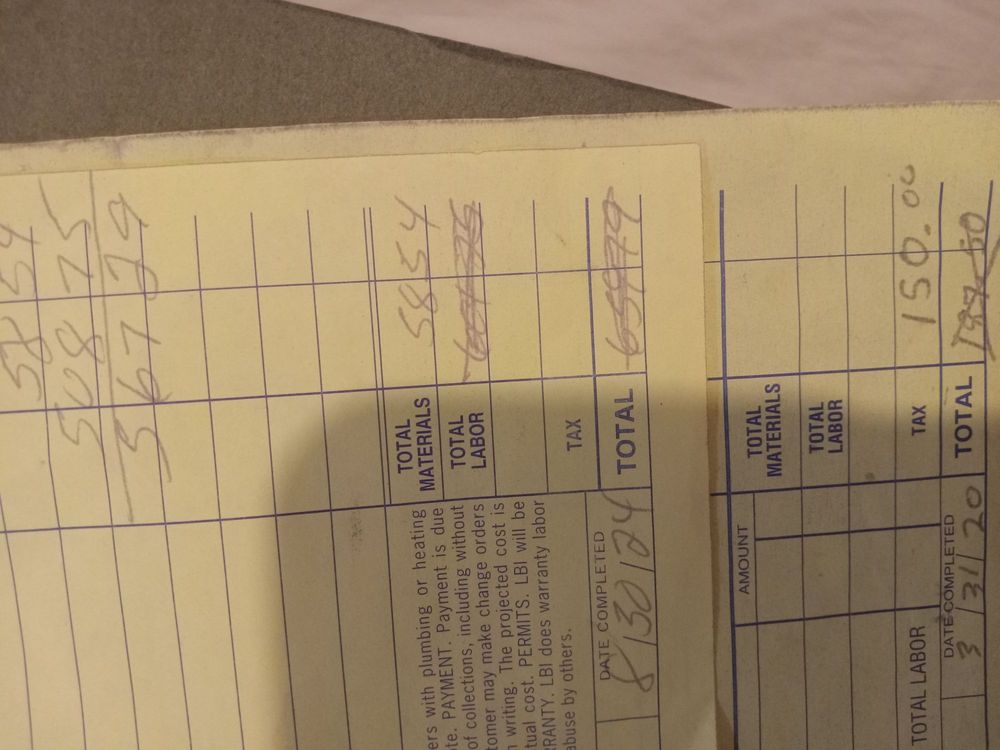 58 54
508 75
567 29
ers with plumbing or heating
te. PAYMENT. Payment is due
of collections, including without
tomer may make change orders
n writing. The projected cost is
tual cost. PERMITS. LBI will be
RRANTY. LBI does warranty labor
abuse by others.
TOTAL
MATERIALS 58 54
TOTAL
LABOR
TAX
DATE COMPLETED
8/30/24
TOTAL
AMOUNT
TOTAL
MATERIALS
TOTAL
LABOR
TOTAL LABOR
TAX 150.00
DATE COMPLETED
3/31/20
TOTAL